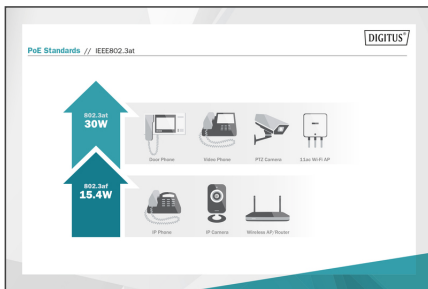 DIGITUS®
PoE Standards // IEEE802.3at
802.3at
30W
Door Phone
Video Phone
PTZ Camera
11ac Wi-Fi AP
802.3af
15.4W
IP Phone
IP Camera
Wireless AP/Router